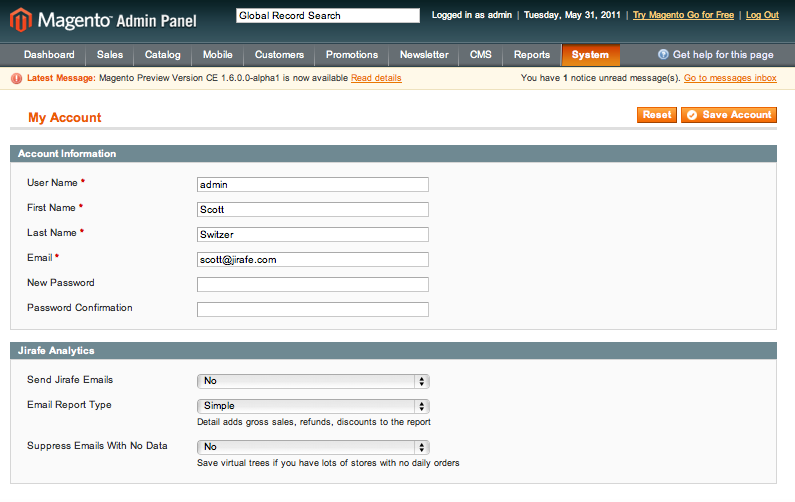 Magento Admin Panel
Global Record Search
Logged in as admin | Tuesday, May 31, 2011 | Try Magento Go for Free | Log Out
Dashboard Sales Catalog Mobile Customers Promotions Newsletter CMS Reports System Get help for this page
Latest Message: Magento Preview Version CE 1.6.0.0-alpha1 is now available Read details You have 1 notice unread message(s). Go to messages inbox
My Account Reset Save Account
Account Information
User Name * admin
First Name * Scott
Last Name * Switzer
Email * scott@jirafe.com
New Password
Password Confirmation
Jirafe Analytics
Send Jirafe Emails No
Email Report Type Simple
Detail adds gross sales, refunds, discounts to the report
Suppress Emails With No Data No
Save virtual trees if you have lots of stores with no daily orders